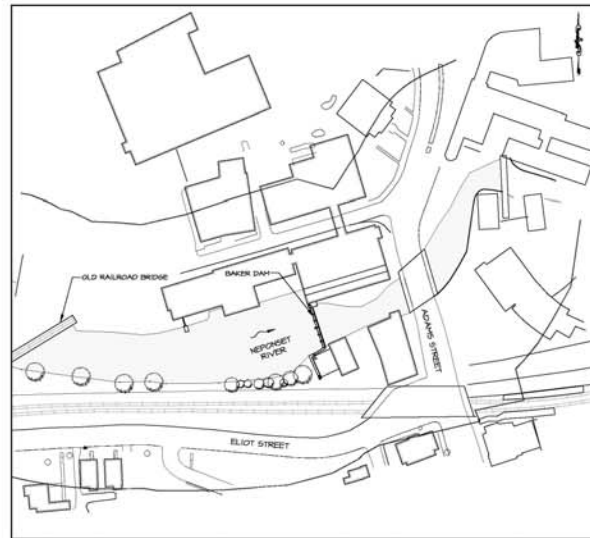 OLD RAILROAD BRIDGE
BAKER DAM
NEPONSET
RIVER
ADAMS STREET
ELIOT STREET